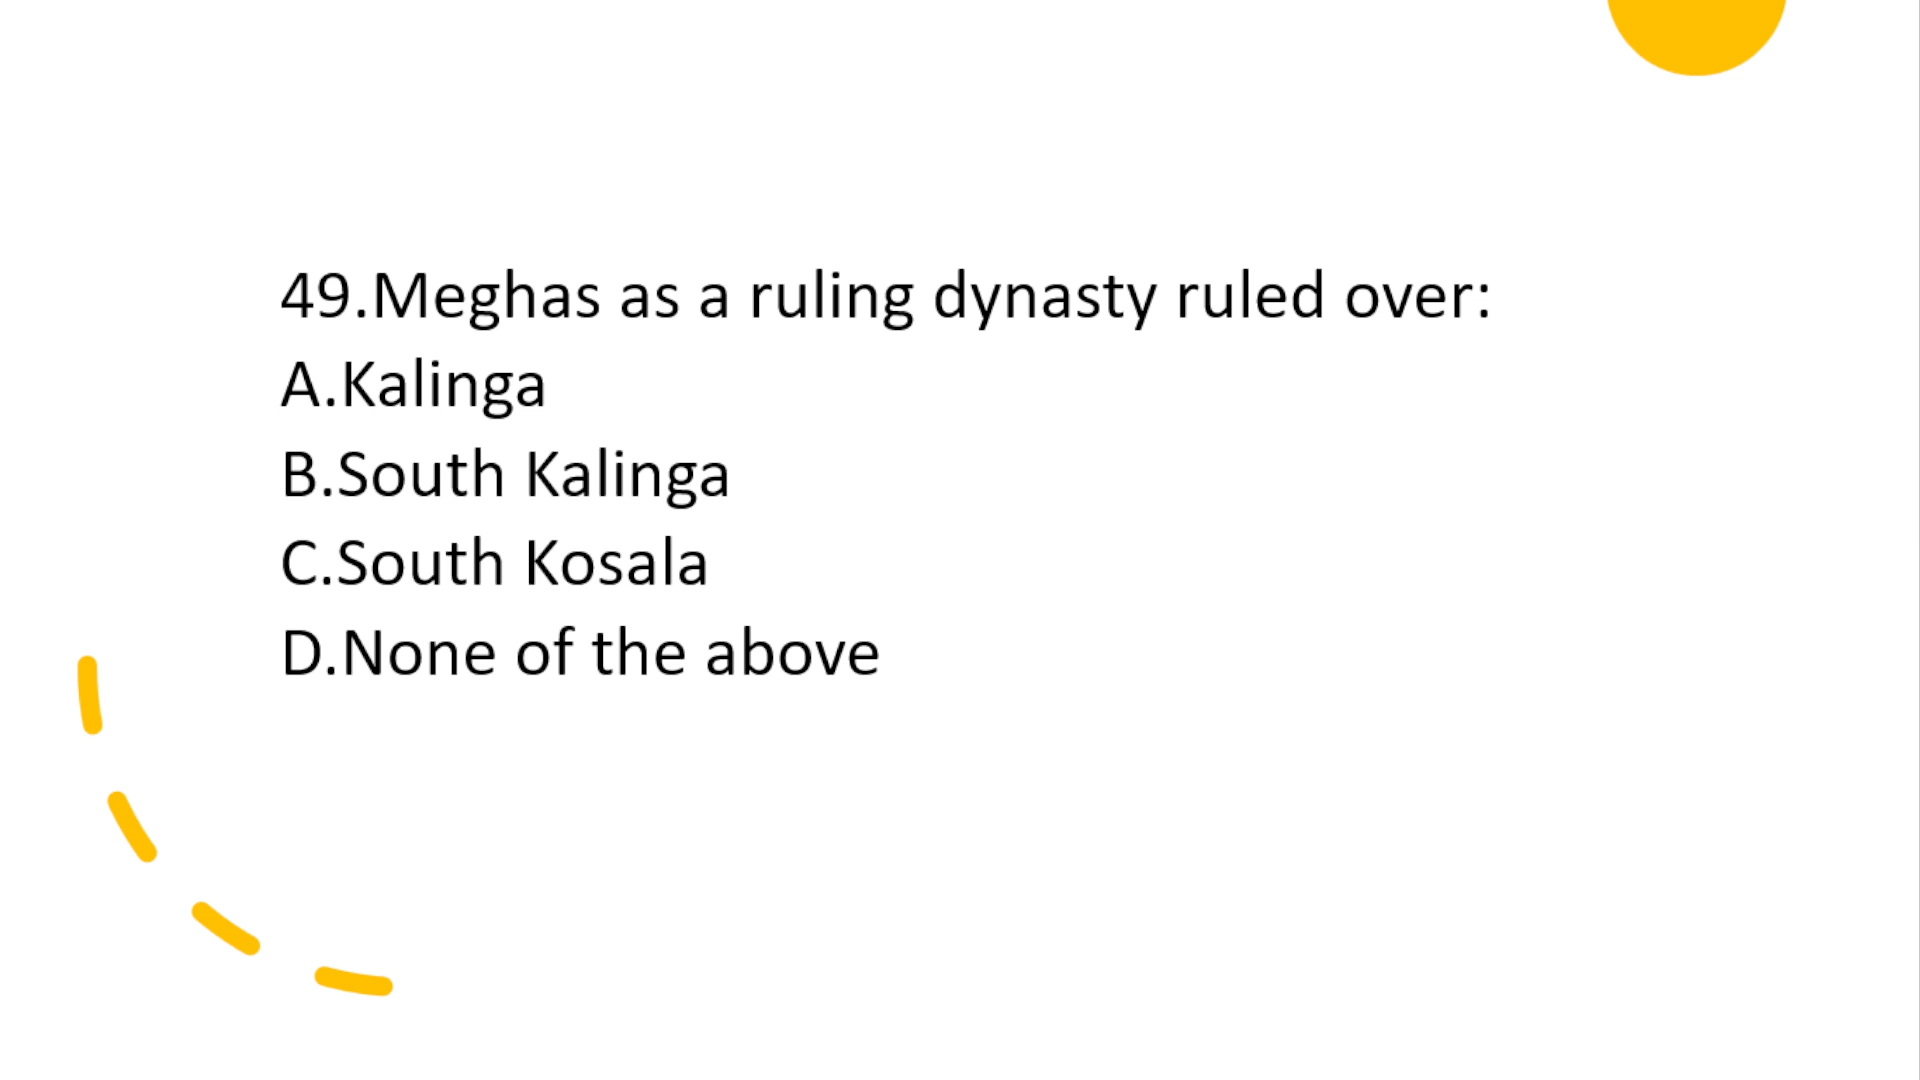 49.Meghas as a ruling dynasty ruled over:
A.Kalinga
B.South Kalinga
C.South Kosala
D.None of the above